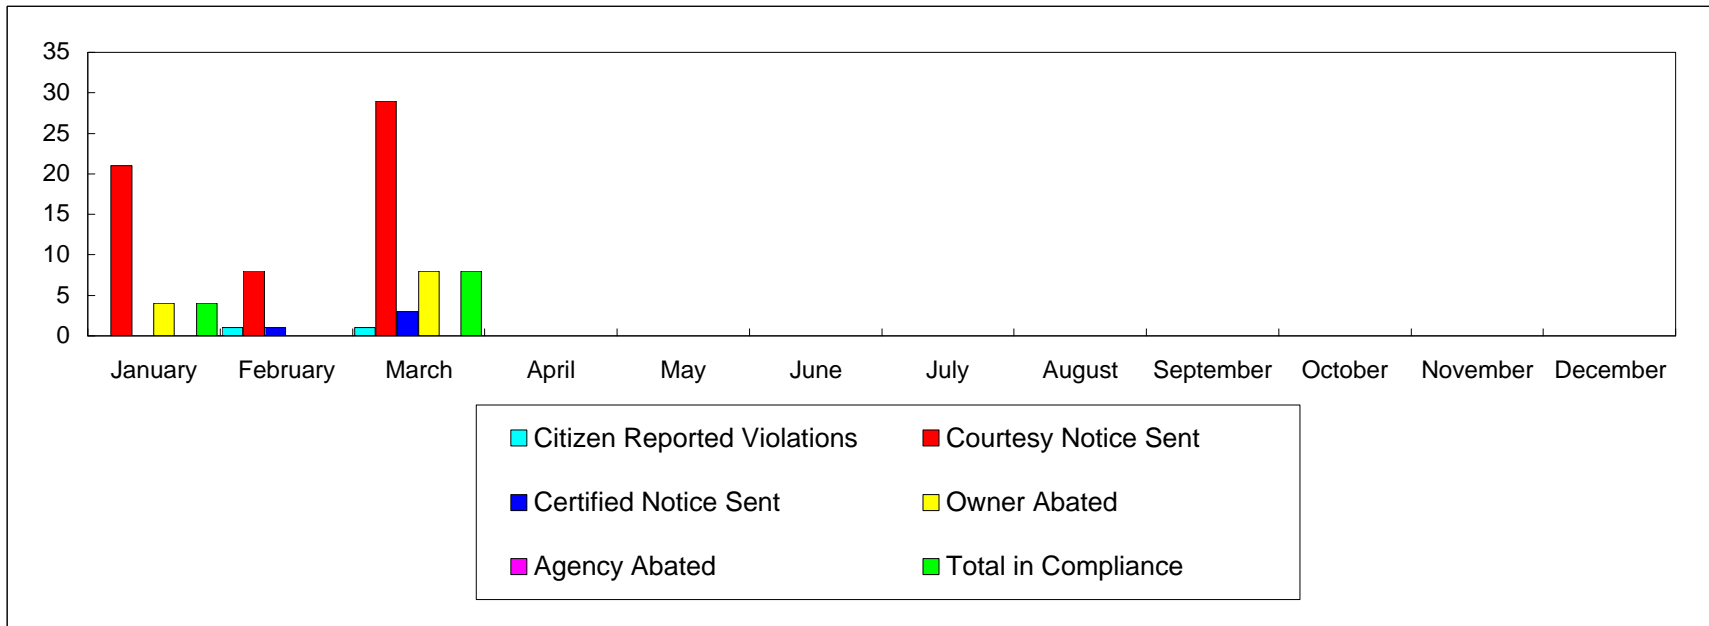 35
30
25
20
15
10
5
0
January February March April May June July August September October November December
Citizen Reported Violations Courtesy Notice Sent
Certified Notice Sent Owner Abated
Agency Abated Total in Compliance